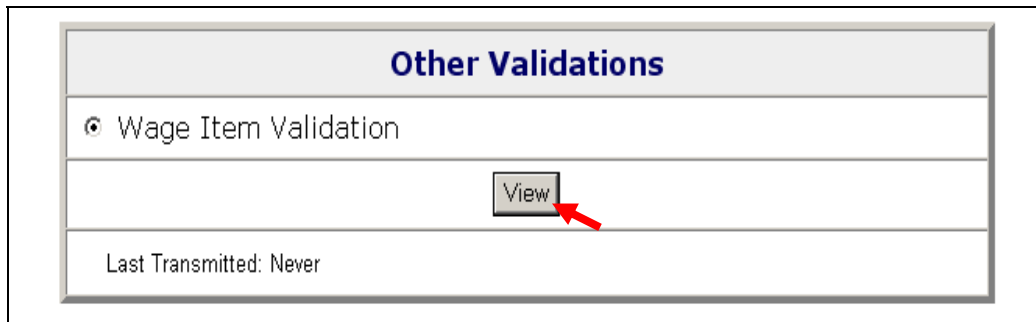 Other Validations
Wage Item Validation
View
Last Transmitted: Never